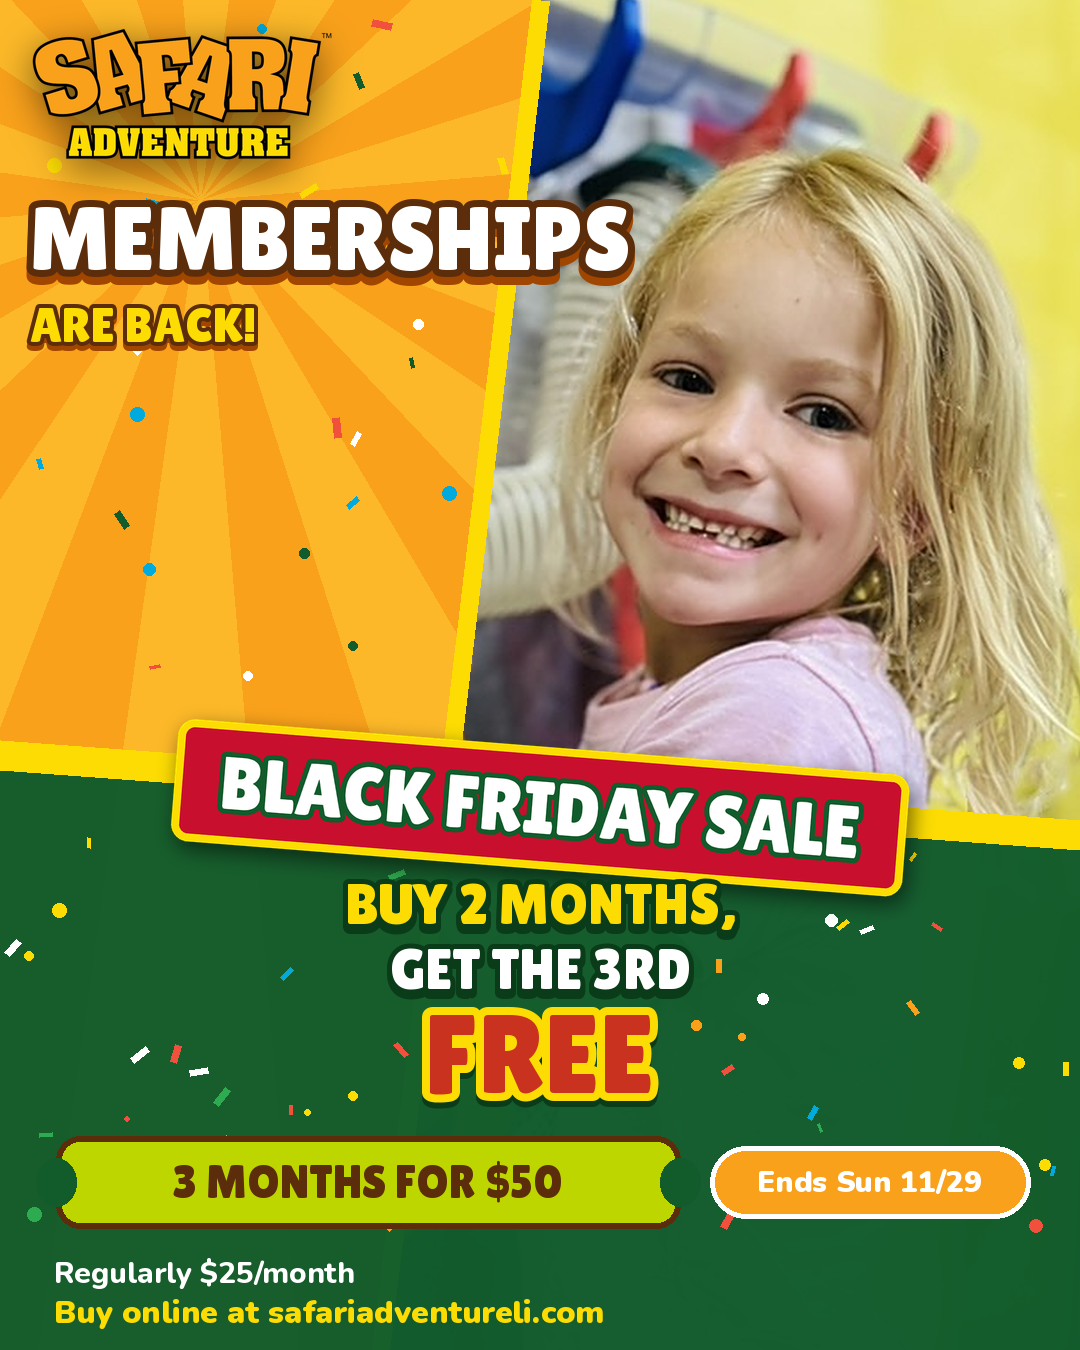 SAFARI™
ADVENTURE
MEMBERSHIPS
ARE BACK!
BLACK FRIDAY SALE
BUY 2 MONTHS,
GET THE 3RD
FREE
3 MONTHS FOR $50
Ends Sun 11/29
Regularly $25/month
Buy online at safariadventureli.com